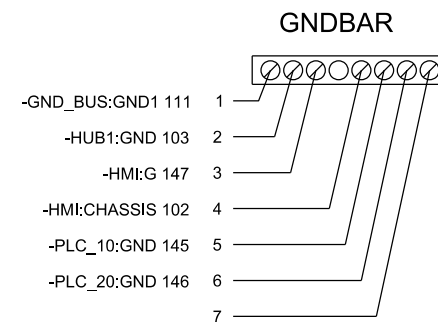 GNDBAR
-GND_BUS:GND1 111 1
-HUB1:GND 103 2
-HMI:G 147 3
-HMI:CHASSIS 102 4
-PLC_10:GND 145 5
-PLC_20:GND 146 6
7